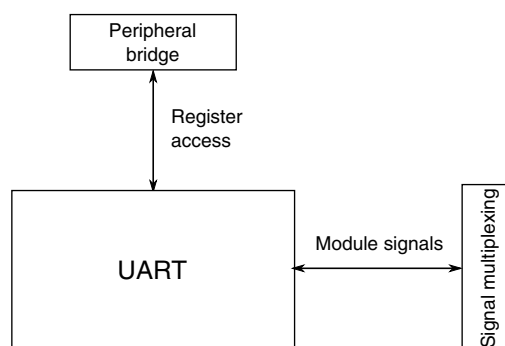 Peripheral
bridge
Register
access
UART
Module signals
Signal multiplexing